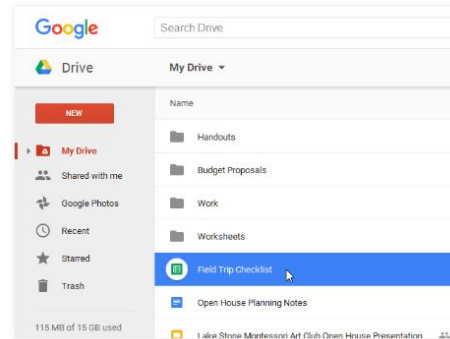 Google
Search Drive
Drive
My Drive
Name
NEW
Handouts
My Drive
Budget Proposals
Shared with me
Google Photos
Work
Recent
Worksheets
Starred
Field Trip Checklist
Trash
Open House Planning Notes
115 MB of 15 GB used
Lake Stone Montessori Art Club Open House Presentation